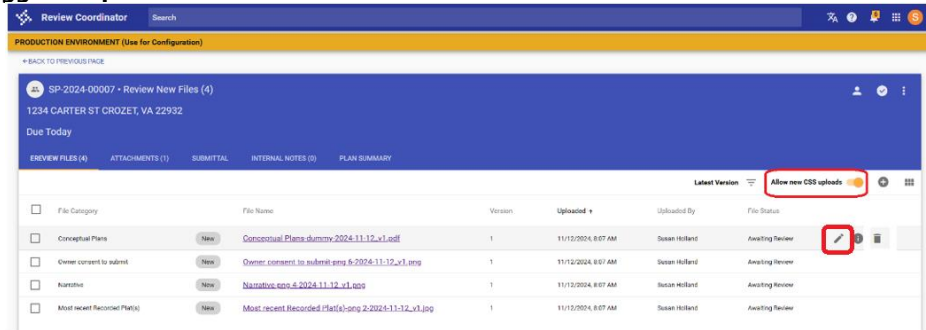 Review Coordinator Search S
PRODUCTION ENVIRONMENT (Use for Configuration)
BACK TO PREVIOUS PAGE
SP-2024-00007 • Review New Files (4)
1234 CARTER ST CROZET, VA 22932
Due Today
EREVIEW FILES (4) ATTACHMENTS (1) SUBMITTAL INTERNAL NOTES (0) PLAN SUMMARY
Latest Version Allow new CSS uploads
File Category File Name Version Uploaded Uploaded By File Status
Conceptual Plans New Conceptual Plans-dummy-2024-11-12_v1.pdf 1 11/12/2024, 8:07 AM Susan Holland Awaiting Review
Owner consent to submit New Owner consent to submit-png 6-2024-11-12_v1.png 1 11/12/2024, 8:07 AM Susan Holland Awaiting Review
Narrative New Narrative-png 4-2024-11-12_v1.png 1 11/12/2024, 8:07 AM Susan Holland Awaiting Review
Most recent Recorded Plat(s) New Most recent Recorded Plat(s)-png 2-2024-11-12_v1.jpg 1 11/12/2024, 8:07 AM Susan Holland Awaiting Review